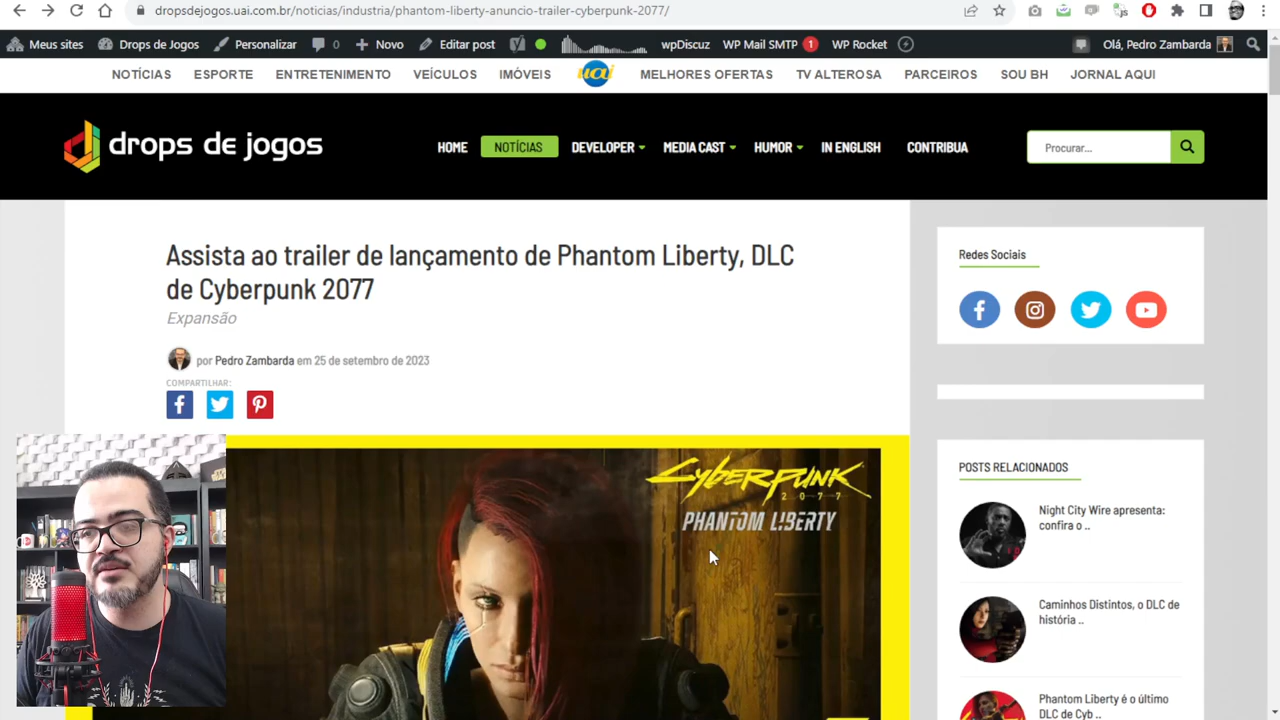 dropsdejogos.uai.com.br/noticias/industria/phantom-liberty-anuncio-trailer-cyberpunk-2077/
Meus sites Drops de Jogos Personalizar 0 Novo Editar post wpDiscuz WP Mail SMTP 1 WP Rocket Olá, Pedro Zambarda
NOTÍCIAS ESPORTE ENTRETENIMENTO VEÍCULOS IMÓVEIS uai MELHORES OFERTAS TV ALTEROSA PARCEIROS SOU BH JORNAL AQUI
drops de jogos HOME NOTÍCIAS DEVELOPER MEDIA CAST HUMOR IN ENGLISH CONTRIBUA Procurar...
Assista ao trailer de lançamento de Phantom Liberty, DLC
de Cyberpunk 2077
Expansão
por Pedro Zambarda em 25 de setembro de 2023
COMPARTILHAR:
CYBERPUNK
2077
PHANTOM LIBERTY
Redes Sociais
POSTS RELACIONADOS
Night City Wire apresenta:
confira o ..
Caminhos Distintos, o DLC de
história ..
Phantom Liberty é o último
DLC de Cyb ..